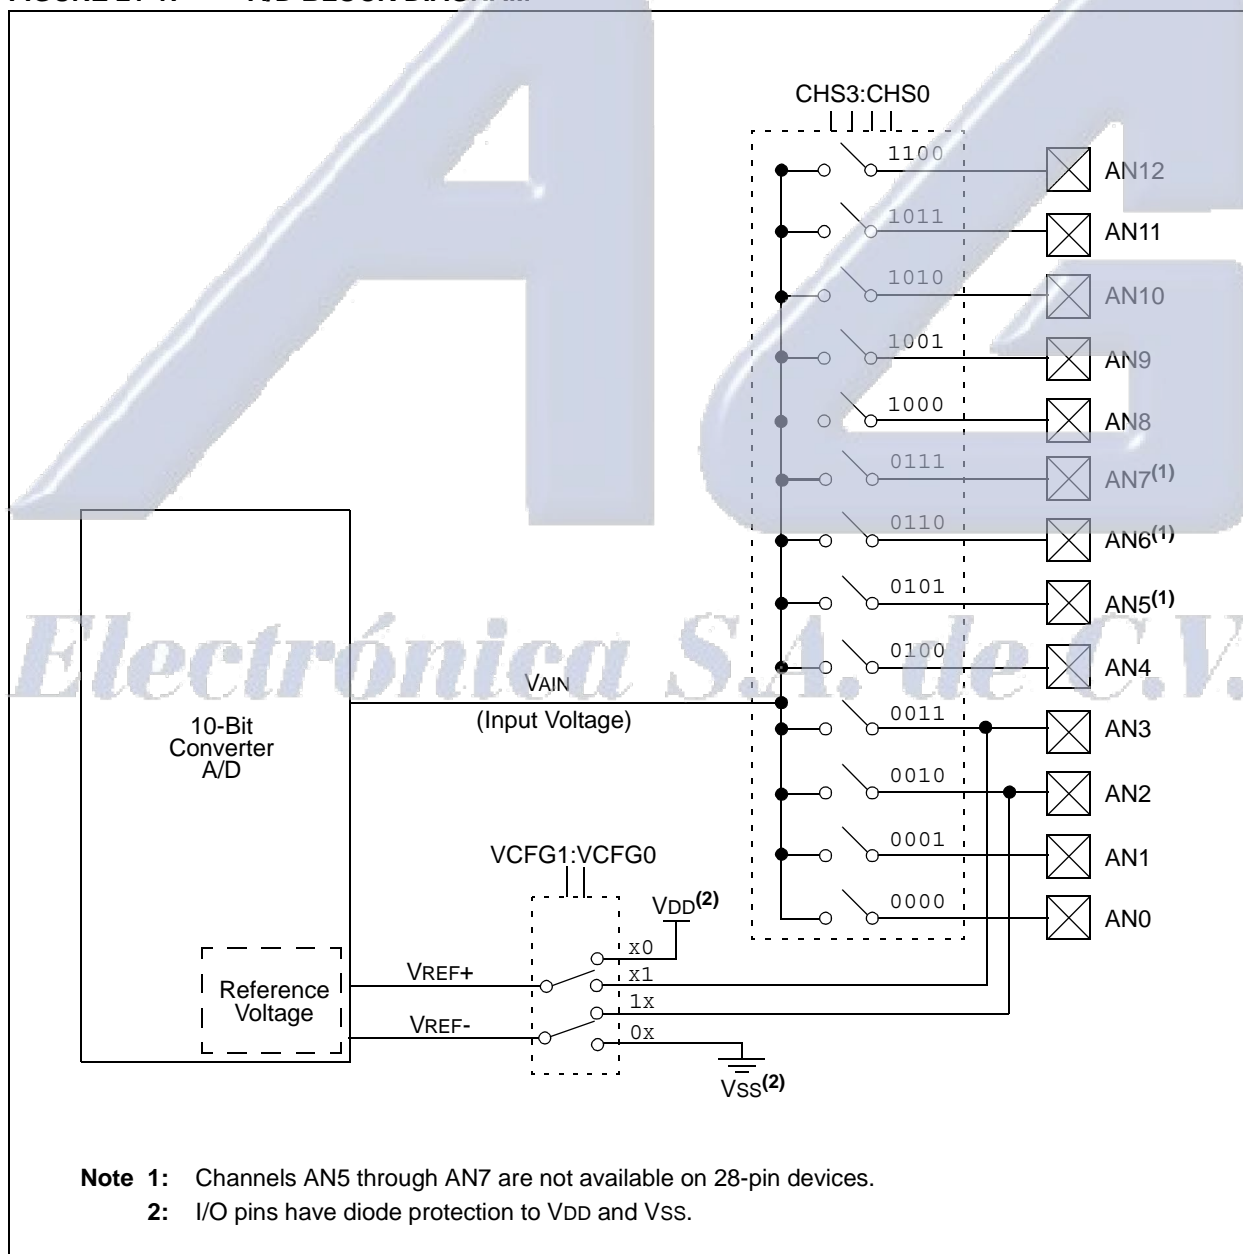 CHS3:CHS0
1100
AN12
1011
AN11
1010
AN10
1001
AN9
1000
AN8
0111
AN7(1)
0110
AN6(1)
0101
AN5(1)
Electrónica S.A. de C.V.
0100
AN4
VAIN
(Input Voltage)
10-Bit
Converter
A/D
0011
AN3
0010
AN2
0001
AN1
VCFG1:VCFG0
0000
AN0
VDD(2)
x0
VREF+
x1
Reference
Voltage
1x
VREF-
0x
VSS(2)
Note 1: Channels AN5 through AN7 are not available on 28-pin devices.
2: I/O pins have diode protection to VDD and VSS.